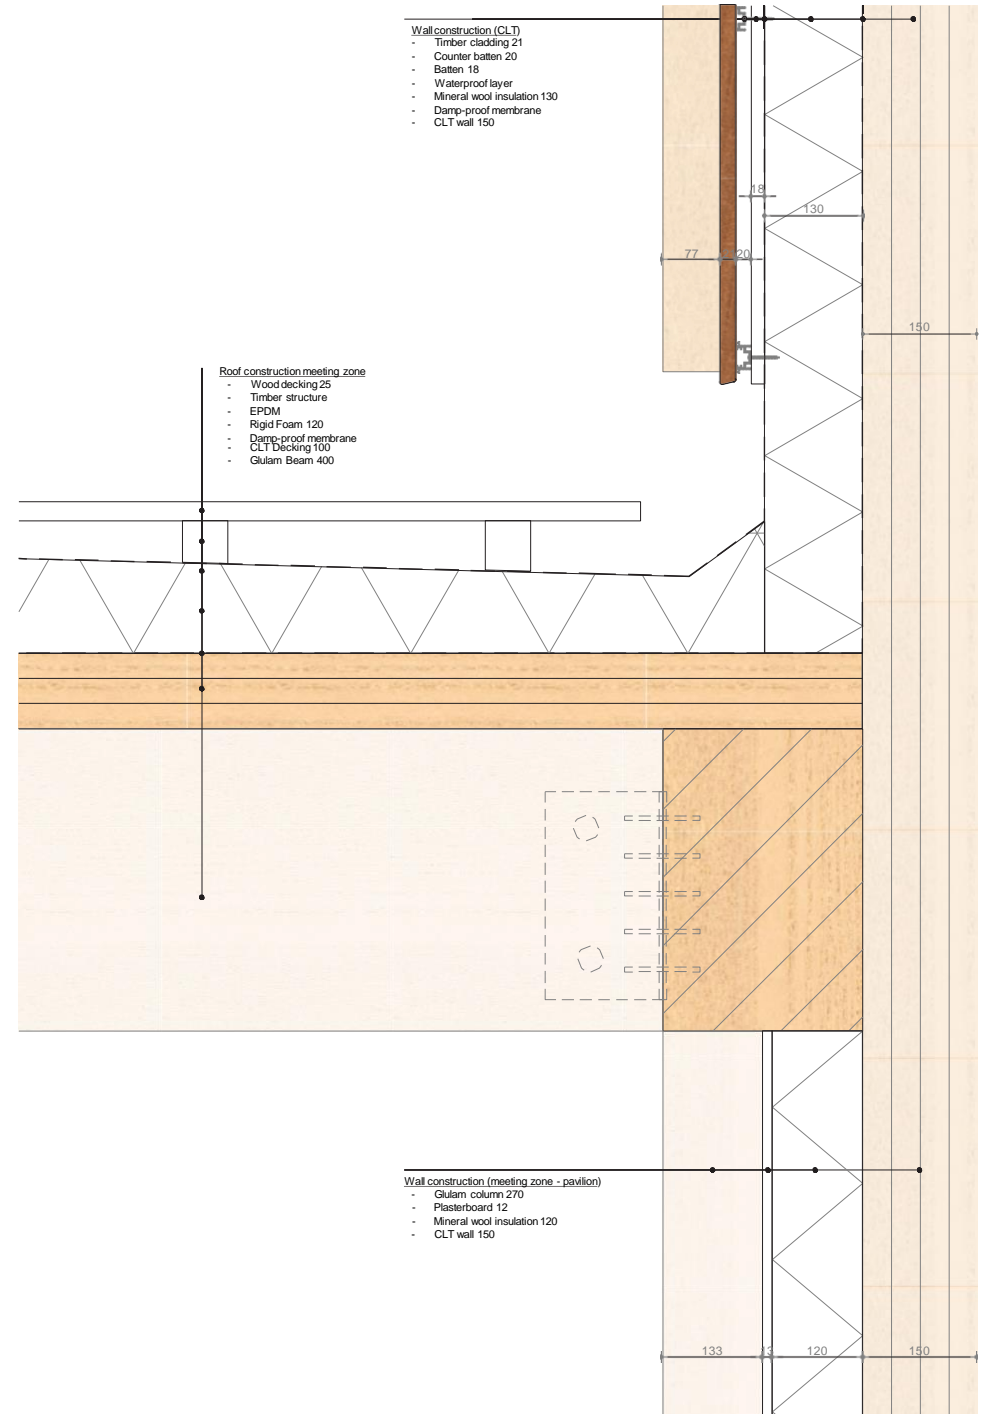 Wall construction (CLT)
- Timber cladding 21
- Counter batten 20
- Batten 18
- Waterproof layer
- Mineral wool insulation 130
- Damp-proof membrane
- CLT wall 150
18
130
77
20
150
Roof construction meeting zone
- Wood decking 25
- Timber structure
- EPDM
- Rigid Foam 120
- Damp-proof membrane
- CLT Decking 100
- Glulam Beam 400
Wall construction (meeting zone - pavilion)
- Glulam column 270
- Plasterboard 12
- Mineral wool insulation 120
- CLT wall 150
133
13
120
150